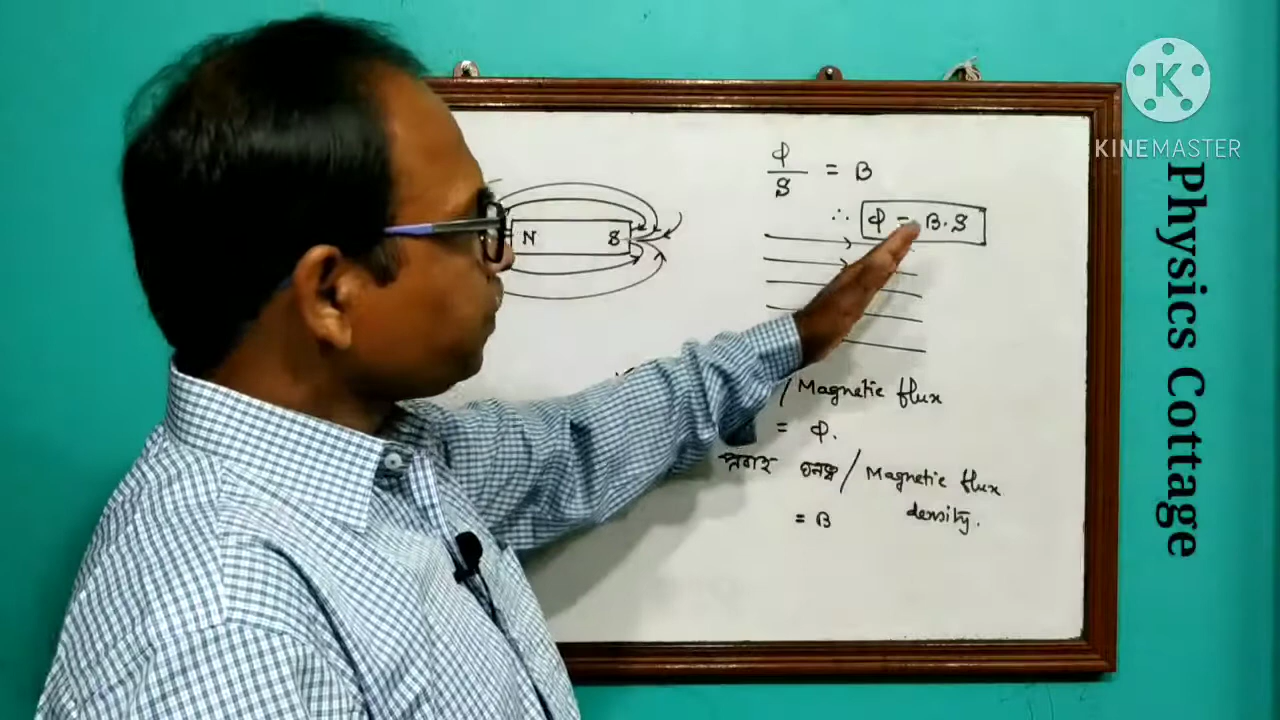 KINEMASTER
Physics Cottage
Φ/S = B
∴ Φ = B.S
N S
/Magnetic flux
= Φ.
প্রবাহ ঘনত্ব/Magnetic flux
density.
= B